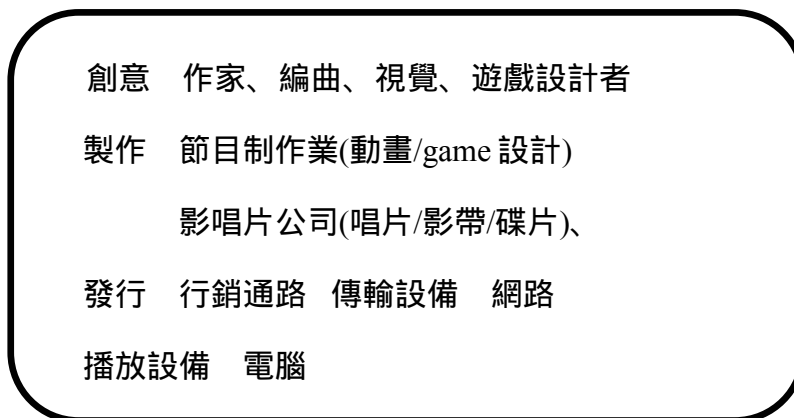 創意 作家、編曲、視覺、遊戲設計者
製作 節目制作業(動畫/game 設計)
影唱片公司(唱片/影帶/碟片)、
發行 行銷通路 傳輸設備 網路
播放設備 電腦